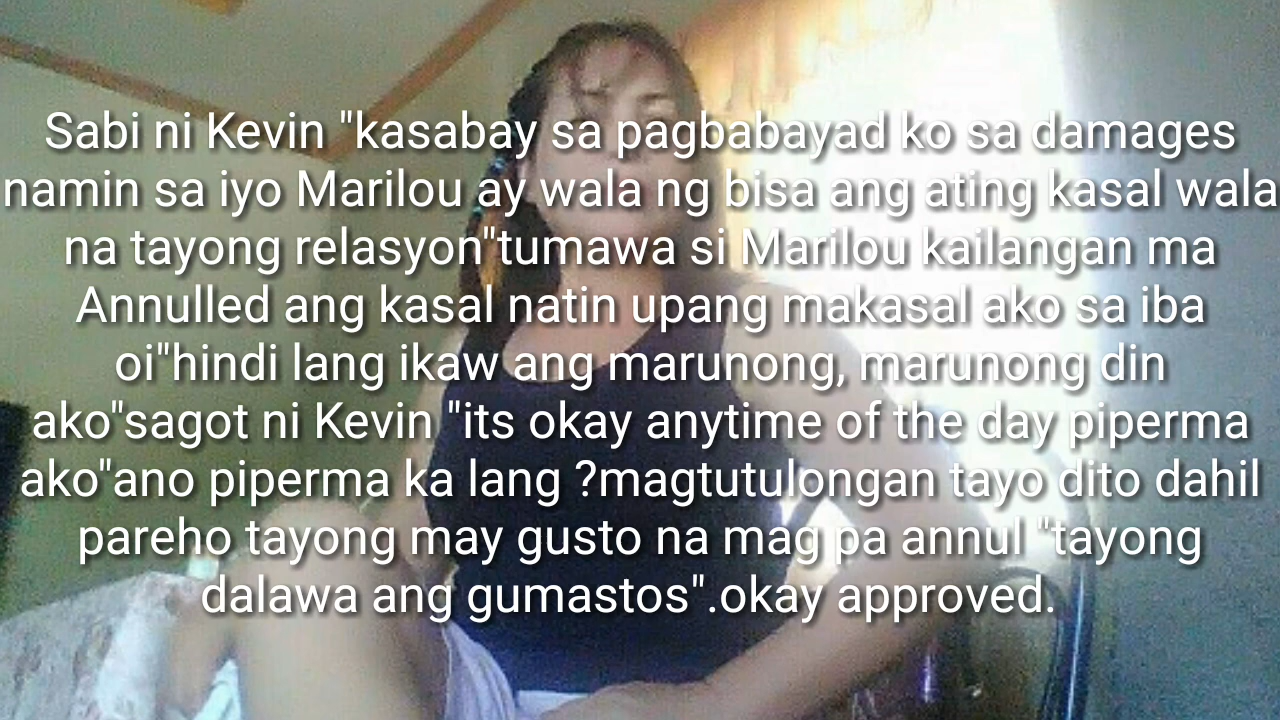 Sabi ni Kevin "kasabay sa pagbabayad ko sa damages
namin sa iyo Marilou ay wala ng bisa ang ating kasal wala
na tayong relasyon"tumawa si Marilou kailangan ma
Annulled ang kasal natin upang makasal ako sa iba
oi"hindi lang ikaw ang marunong, marunong din
ako"sagot ni Kevin "its okay anytime of the day piperma
ako"ano piperma ka lang ?magtutulongan tayo dito dahil
pareho tayong may gusto na mag pa annul "tayong
dalawa ang gumastos".okay approved.